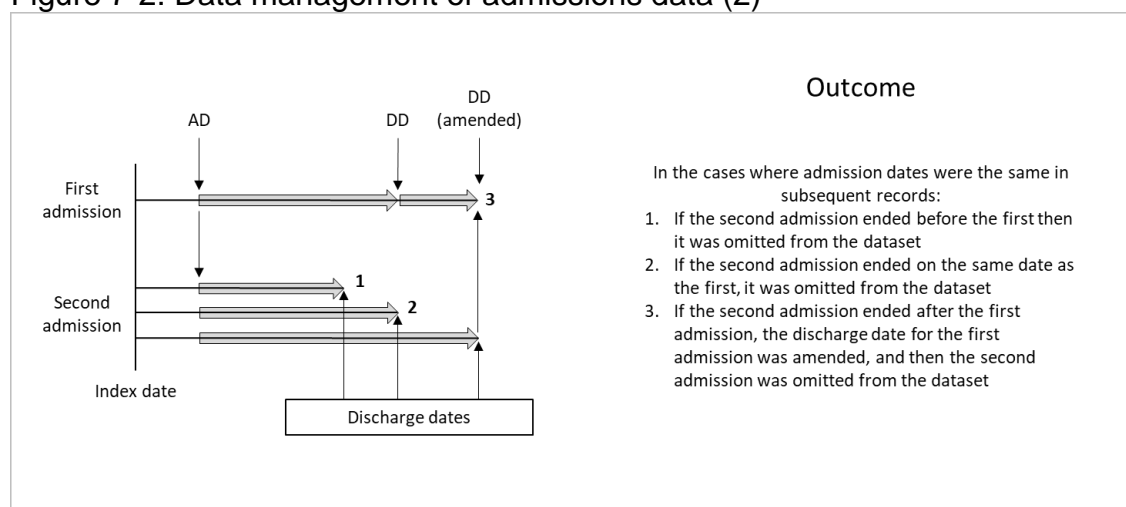 Figure 7-2: Data management of admissions data (2)
Outcome
DD
AD DD (amended)
First
admission
3
1
Second
admission
2
Index date
Discharge dates
In the cases where admission dates were the same in
subsequent records:
1. If the second admission ended before the first then
it was omitted from the dataset
2. If the second admission ended on the same date as
the first, it was omitted from the dataset
3. If the second admission ended after the first
admission, the discharge date for the first
admission was amended, and then the second
admission was omitted from the dataset